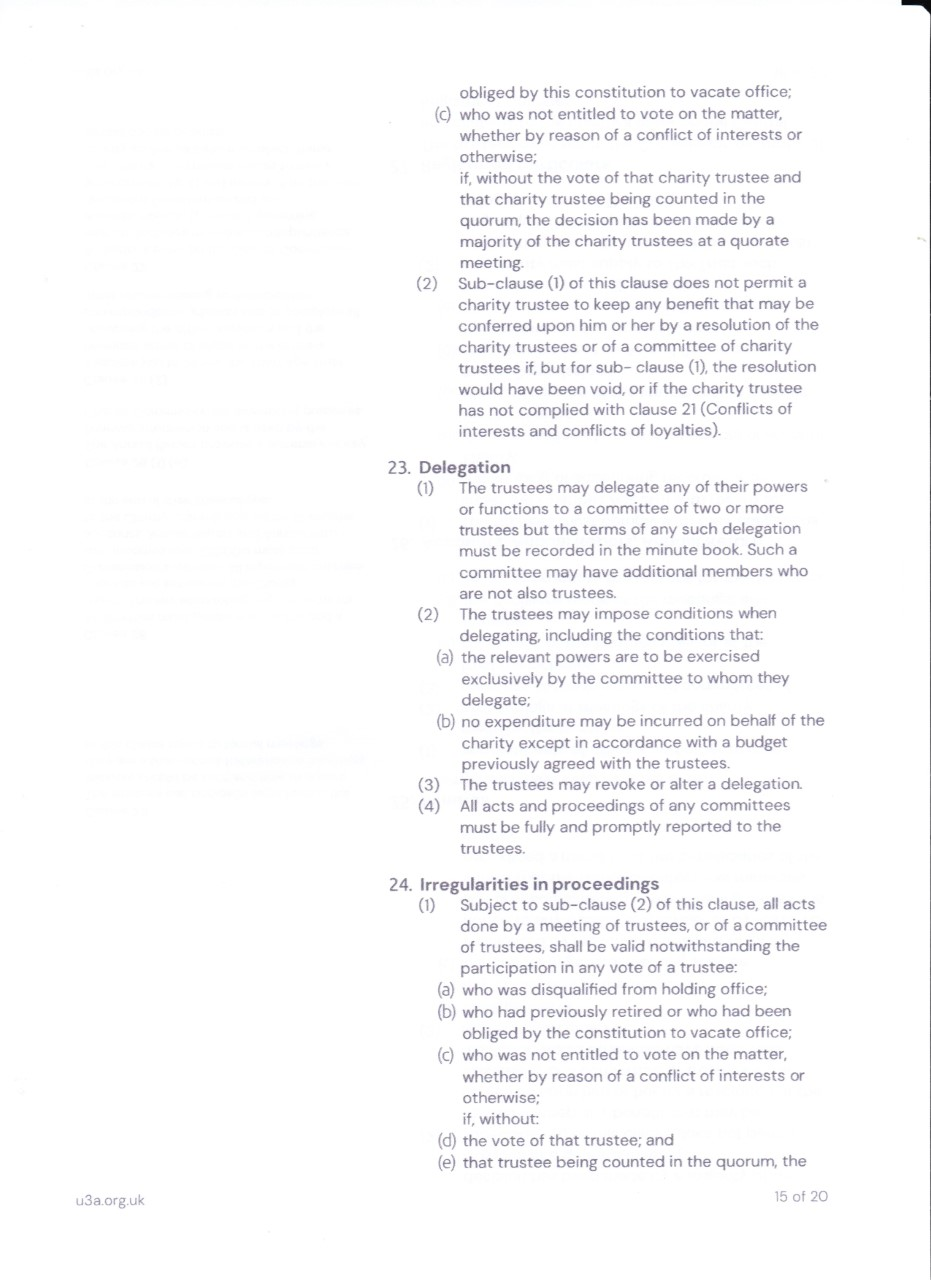 obliged by this constitution to vacate office;
(c) who was not entitled to vote on the matter,
whether by reason of a conflict of interests or
otherwise;
if, without the vote of that charity trustee and
that charity trustee being counted in the
quorum, the decision has been made by a
majority of the charity trustees at a quorate
meeting.
(2) Sub-clause (1) of this clause does not permit a
charity trustee to keep any benefit that may be
conferred upon him or her by a resolution of the
charity trustees or of a committee of charity
trustees if, but for sub- clause (1), the resolution
would have been void, or if the charity trustee
has not complied with clause 21 (Conflicts of
interests and conflicts of loyalties).
23. Delegation
(1) The trustees may delegate any of their powers
or functions to a committee of two or more
trustees but the terms of any such delegation
must be recorded in the minute book. Such a
committee may have additional members who
are not also trustees.
(2) The trustees may impose conditions when
delegating, including the conditions that:
(a) the relevant powers are to be exercised
exclusively by the committee to whom they
delegate;
(b) no expenditure may be incurred on behalf of the
charity except in accordance with a budget
previously agreed with the trustees.
(3) The trustees may revoke or alter a delegation.
(4) All acts and proceedings of any committees
must be fully and promptly reported to the
trustees.
24. Irregularities in proceedings
(1) Subject to sub-clause (2) of this clause, all acts
done by a meeting of trustees, or of a committee
of trustees, shall be valid notwithstanding the
participation in any vote of a trustee:
(a) who was disqualified from holding office;
(b) who had previously retired or who had been
obliged by the constitution to vacate office;
(c) who was not entitled to vote on the matter,
whether by reason of a conflict of interests or
otherwise;
if, without:
(d) the vote of that trustee; and
(e) that trustee being counted in the quorum, the
u3a.org.uk
15 of 20